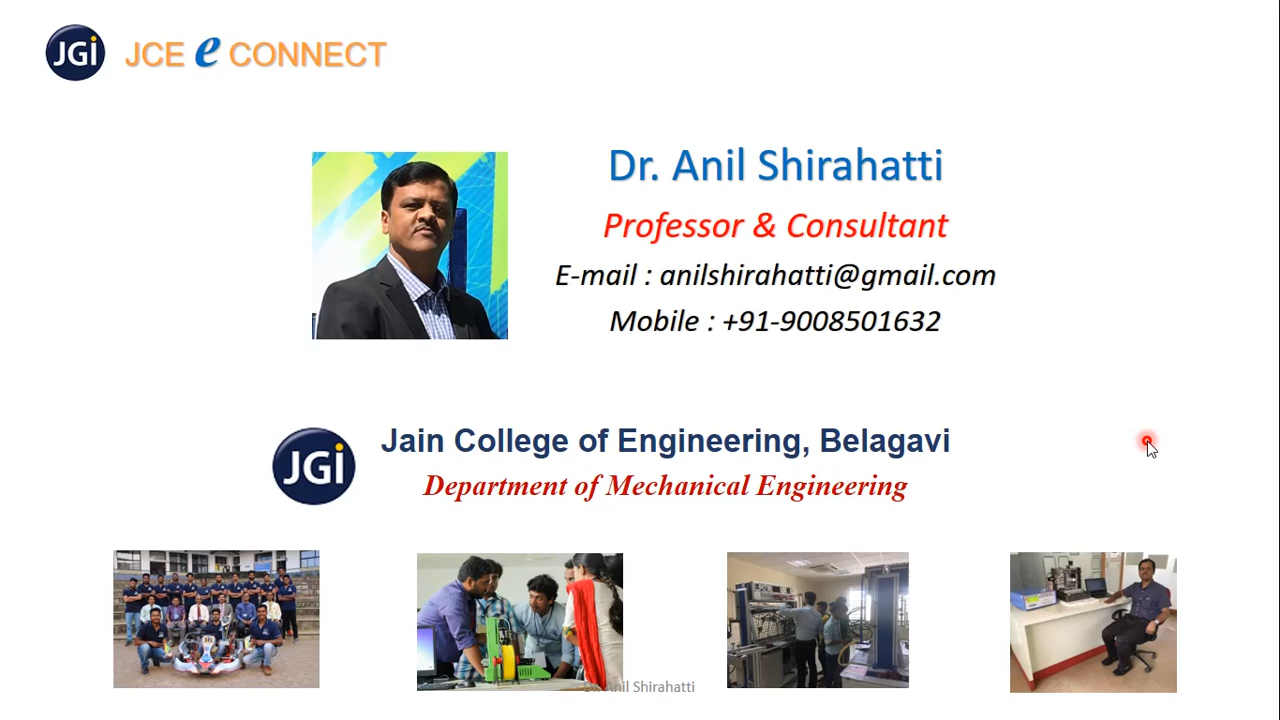 JGi JCE e CONNECT
Dr. Anil Shirahatti
Professor & Consultant
E-mail : anilshirahatti@gmail.com
Mobile : +91-9008501632
JGi
Jain College of Engineering, Belagavi
Department of Mechanical Engineering
Dr. Anil Shirahatti